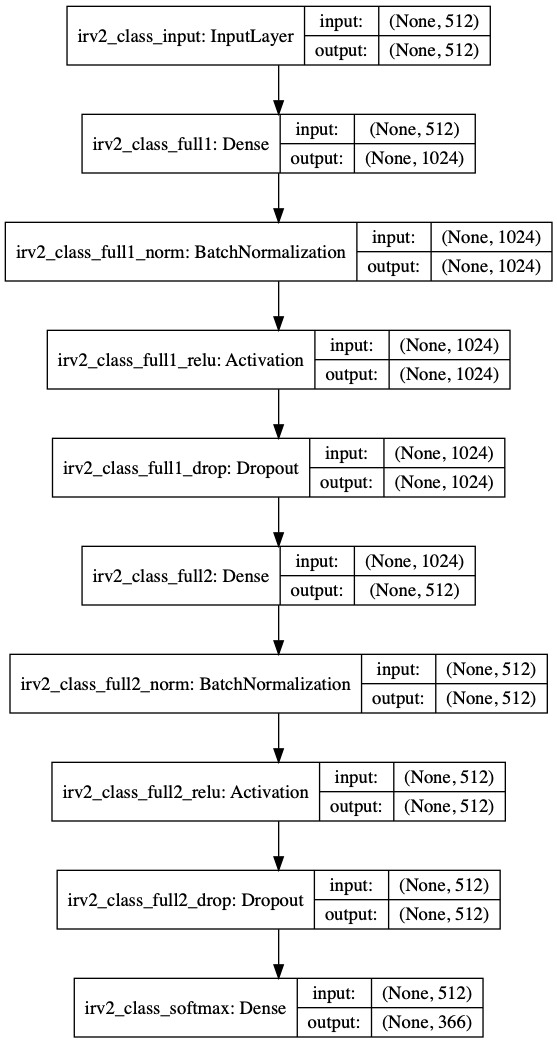 irv2_class_input: InputLayer
input: (None, 512)
output: (None, 512)
irv2_class_full1: Dense
input: (None, 512)
output: (None, 1024)
irv2_class_full1_norm: BatchNormalization
input: (None, 1024)
output: (None, 1024)
irv2_class_full1_relu: Activation
input: (None, 1024)
output: (None, 1024)
irv2_class_full1_drop: Dropout
input: (None, 1024)
output: (None, 1024)
irv2_class_full2: Dense
input: (None, 1024)
output: (None, 512)
irv2_class_full2_norm: BatchNormalization
input: (None, 512)
output: (None, 512)
irv2_class_full2_relu: Activation
input: (None, 512)
output: (None, 512)
irv2_class_full2_drop: Dropout
input: (None, 512)
output: (None, 512)
irv2_class_softmax: Dense
input: (None, 512)
output: (None, 366)